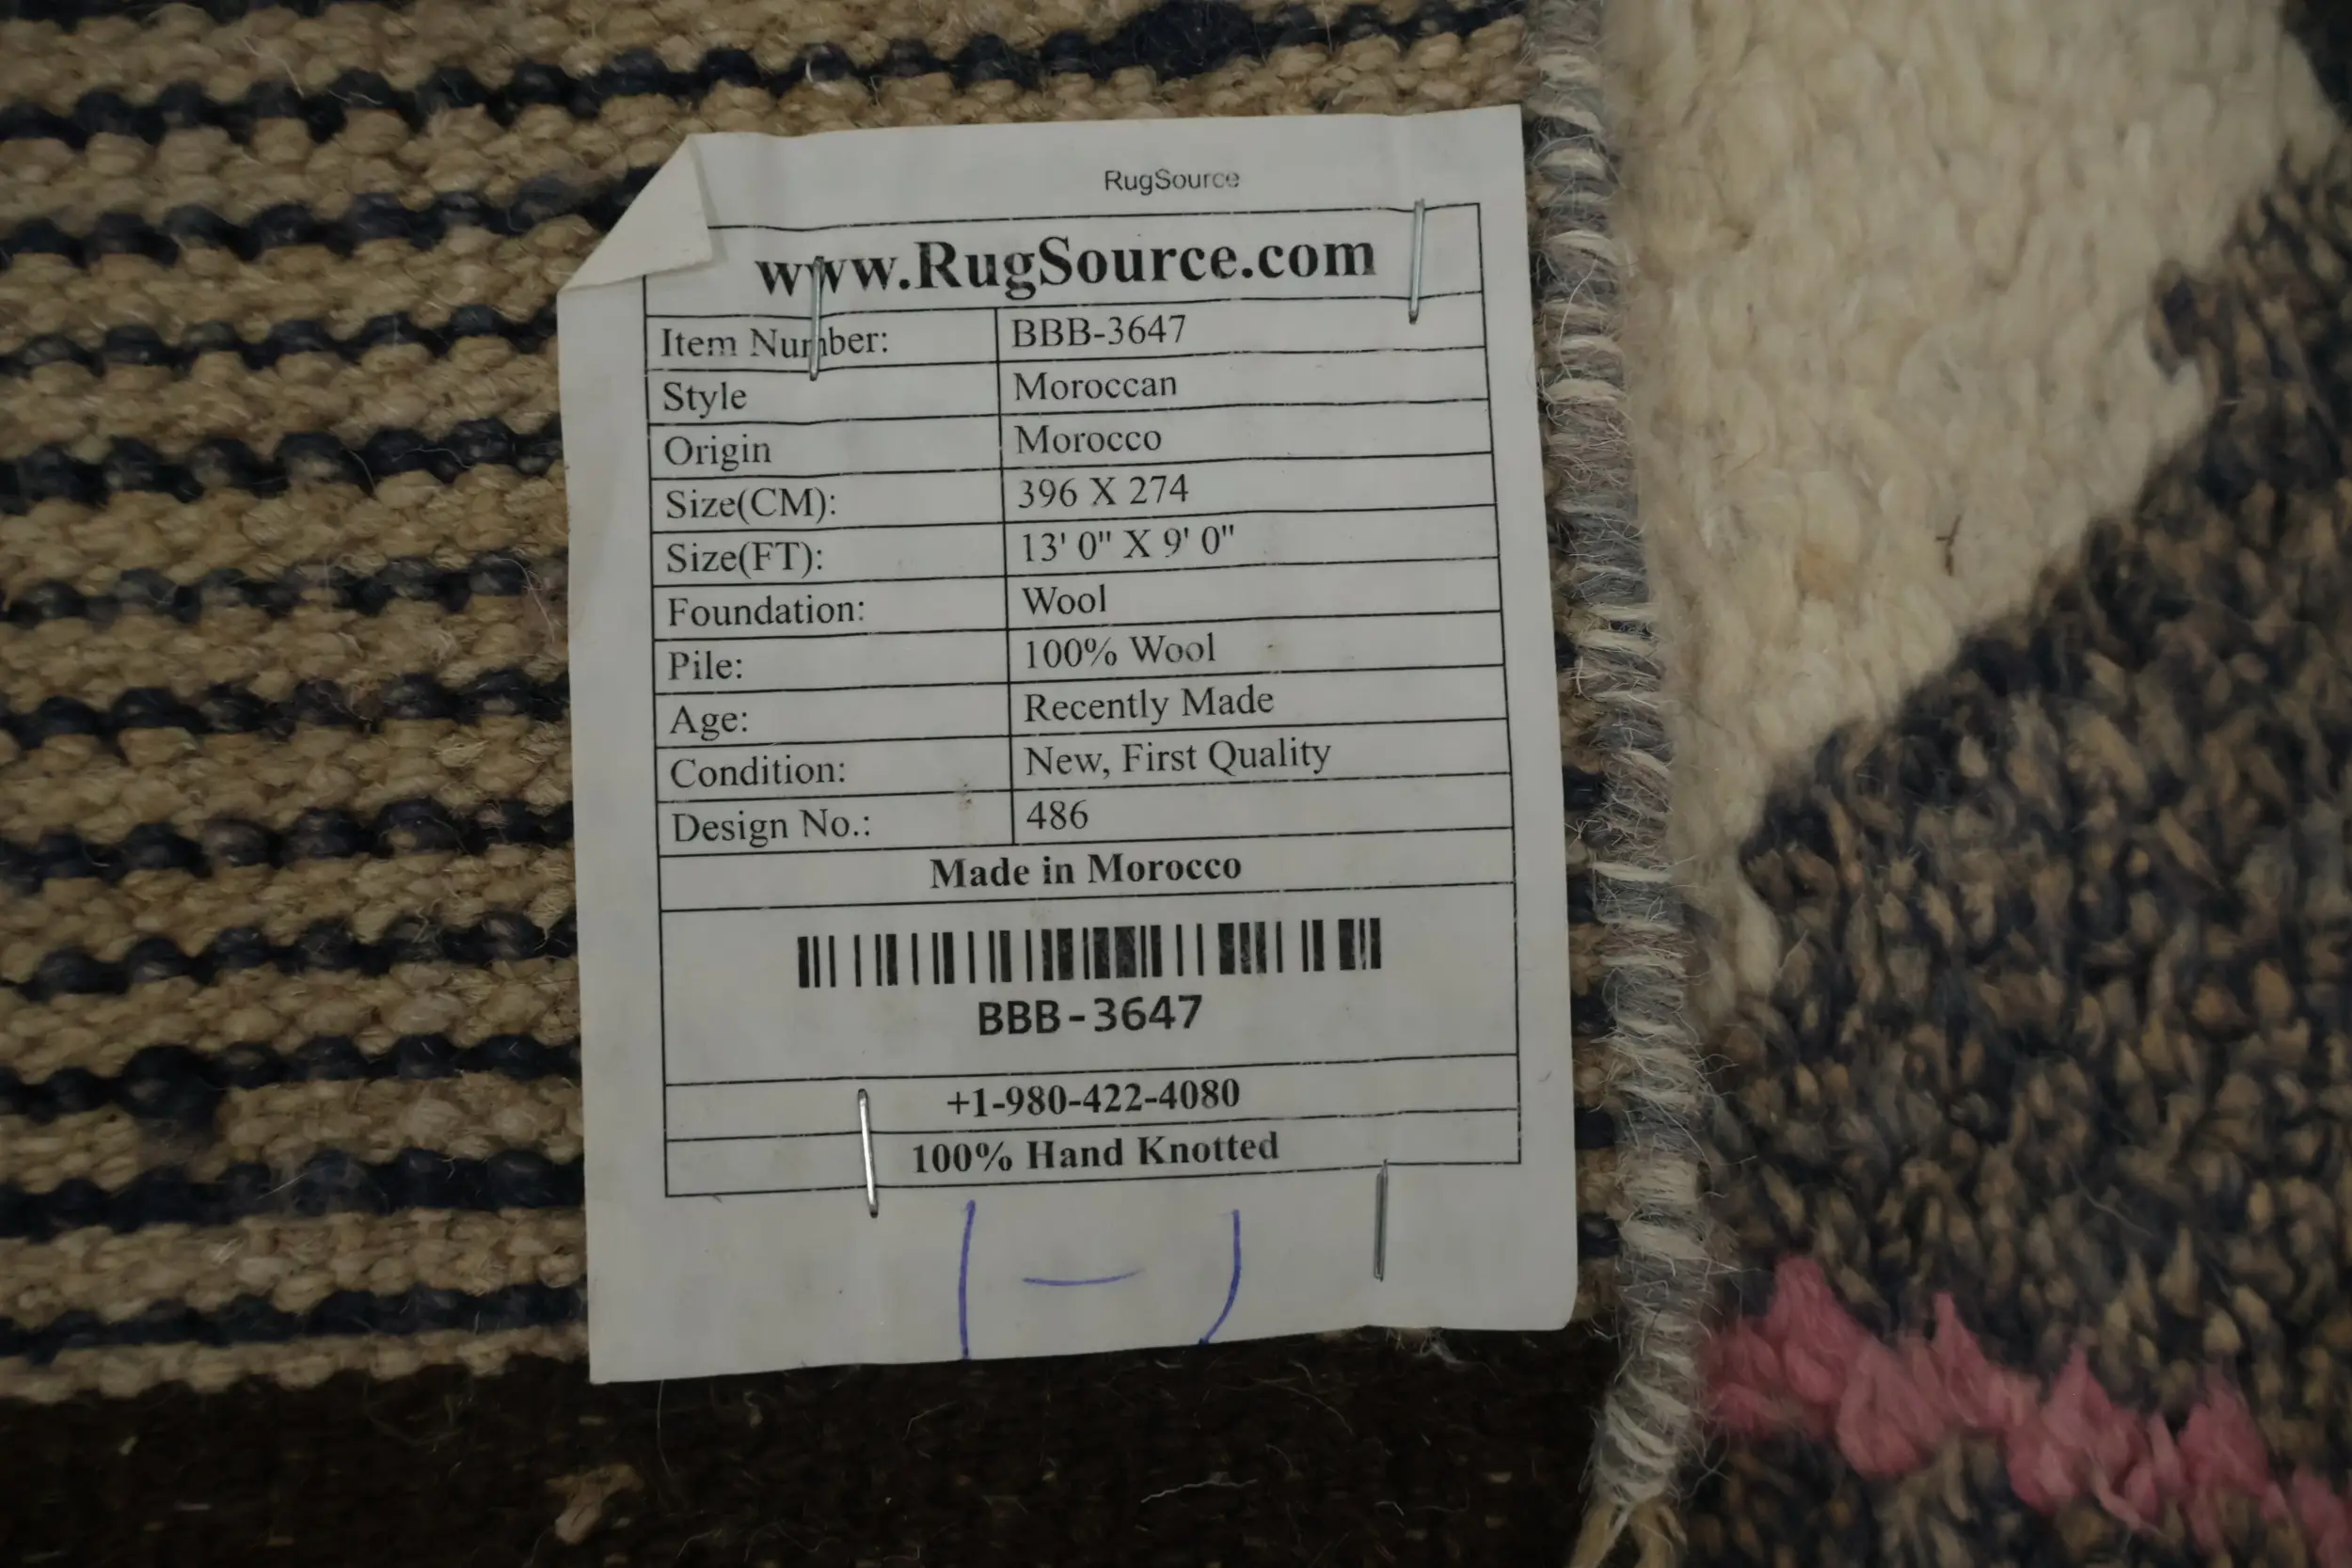 RugSource
www.RugSource.com
Item Number: BBB-3647
Style Moroccan
Origin Morocco
Size(CM): 396 X 274
Size(FT): 13' 0" X 9' 0"
Foundation: Wool
Pile: 100% Wool
Age: Recently Made
Condition: New, First Quality
Design No.: 486
Made in Morocco
BBB-3647
+1-980-422-4080
100% Hand Knotted
( - )